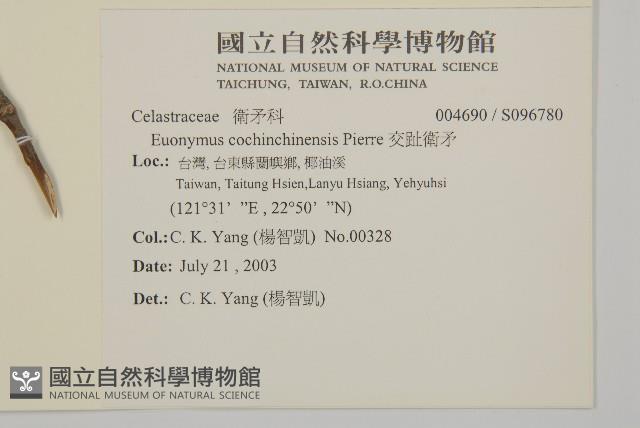 國立自然科學博物館
NATIONAL MUSEUM OF NATURAL SCIENCE
TAICHUNG, TAIWAN, R.O.CHINA
Celastraceae 衛矛科 004690 / S096780
Euonymus cochinchinensis Pierre 交趾衛矛
Loc.: 台灣, 台東縣蘭嶼鄉, 椰油溪
Taiwan, Taitung Hsien,Lanyu Hsiang, Yehyuhsi
(121°31’ ”E , 22°50’ ”N)
Col.: C. K. Yang (楊智凱) No.00328
Date: July 21 , 2003
Det.: C. K. Yang (楊智凱)
國立自然科學博物館
NATIONAL MUSEUM OF NATURAL SCIENCE